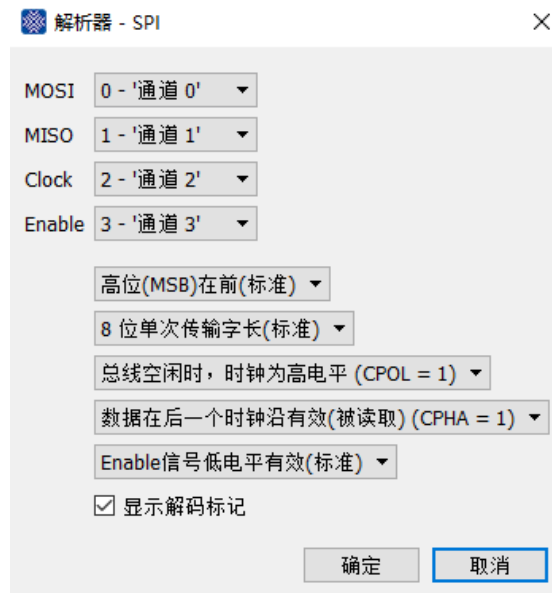 解析器 - SPI
MOSI 0 - '通道 0'
MISO 1 - '通道 1'
Clock 2 - '通道 2'
Enable 3 - '通道 3'
高位(MSB)在前(标准)
8 位单次传输字长(标准)
总线空闲时，时钟为高电平 (CPOL = 1)
数据在后一个时钟沿有效(被读取) (CPHA = 1)
Enable信号低电平有效(标准)
显示解码标记
确定 取消